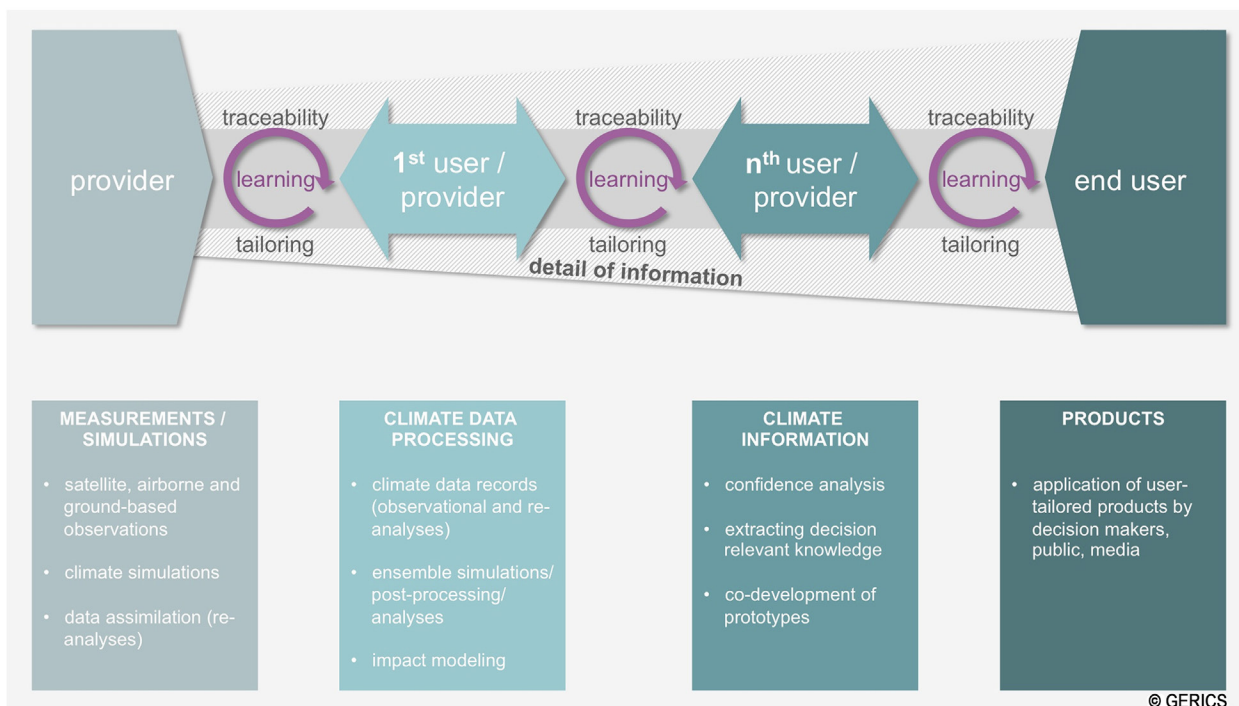 provider
traceability
learning
tailoring
1st user /
provider
traceability
learning
tailoring
nth user /
provider
traceability
learning
tailoring
end user
detail of information
MEASUREMENTS /
SIMULATIONS
• satellite, airborne and
ground-based
observations
• climate simulations
• data assimilation (re-
analyses)
CLIMATE DATA
PROCESSING
• climate data records
(observational and re-
analyses)
• ensemble simulations/
post-processing/
analyses
• impact modeling
CLIMATE
INFORMATION
• confidence analysis
• extracting decision
relevant knowledge
• co-development of
prototypes
PRODUCTS
• application of user-
tailored products by
decision makers,
public, media
© GERICS